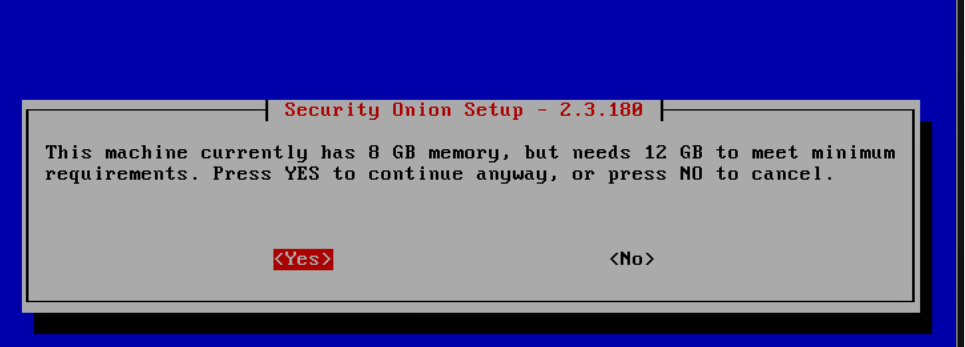 Security Onion Setup - 2.3.180
This machine currently has 8 GB memory, but needs 12 GB to meet minimum
requirements. Press YES to continue anyway, or press NO to cancel.
<Yes> <No>